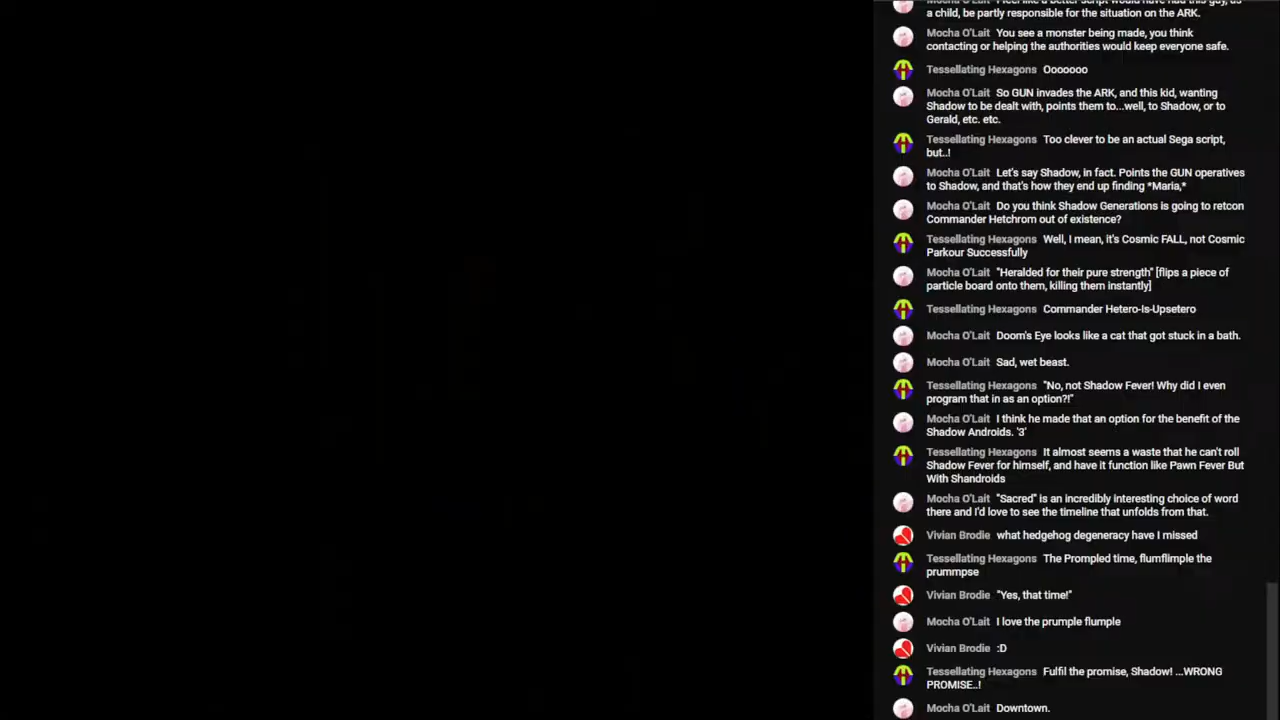 Mocha O'Lait I feel like a better script would have had this guy, as
a child, be partly responsible for the situation on the ARK.
Mocha O'Lait You see a monster being made, you think
contacting or helping the authorities would keep everyone safe.
Tessellating Hexagons Ooooooo
Mocha O'Lait So GUN invades the ARK, and this kid, wanting
Shadow to be dealt with, points them to...well, to Shadow, or to
Gerald, etc. etc.
Tessellating Hexagons Too clever to be an actual Sega script,
but..!
Mocha O'Lait Let's say Shadow, in fact. Points the GUN operatives
to Shadow, and that's how they end up finding *Maria,*
Mocha O'Lait Do you think Shadow Generations is going to retcon
Commander Hetchrom out of existence?
Tessellating Hexagons Well, I mean, it's Cosmic FALL, not Cosmic
Parkour Successfully
Mocha O'Lait "Heralded for their pure strength" [flips a piece of
particle board onto them, killing them instantly]
Tessellating Hexagons Commander Hetero-Is-Upsetero
Mocha O'Lait Doom's Eye looks like a cat that got stuck in a bath.
Mocha O'Lait Sad, wet beast.
Tessellating Hexagons "No, not Shadow Fever! Why did I even
program that in as an option?!"
Mocha O'Lait I think he made that an option for the benefit of the
Shadow Androids. '3'
Tessellating Hexagons It almost seems a waste that he can't roll
Shadow Fever for himself, and have it function like Pawn Fever But
With Shandroids
Mocha O'Lait "Sacred" is an incredibly interesting choice of word
there and I'd love to see the timeline that unfolds from that.
Vivian Brodie what hedgehog degeneracy have I missed
Tessellating Hexagons The Prompled time, flumflimple the
prummpse
Vivian Brodie "Yes, that time!"
Mocha O'Lait I love the prumple flumple
Vivian Brodie :D
Tessellating Hexagons Fulfil the promise, Shadow! ...WRONG
PROMISE..!
Mocha O'Lait Downtown.